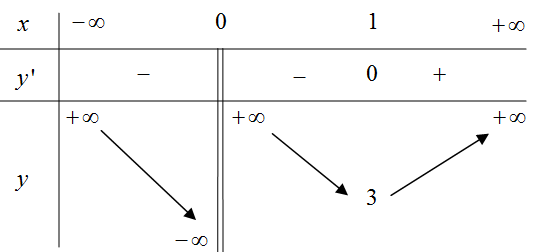 x −∞ 0 1 +∞
y' − − 0 +
+∞ +∞ +∞
y 3
−∞